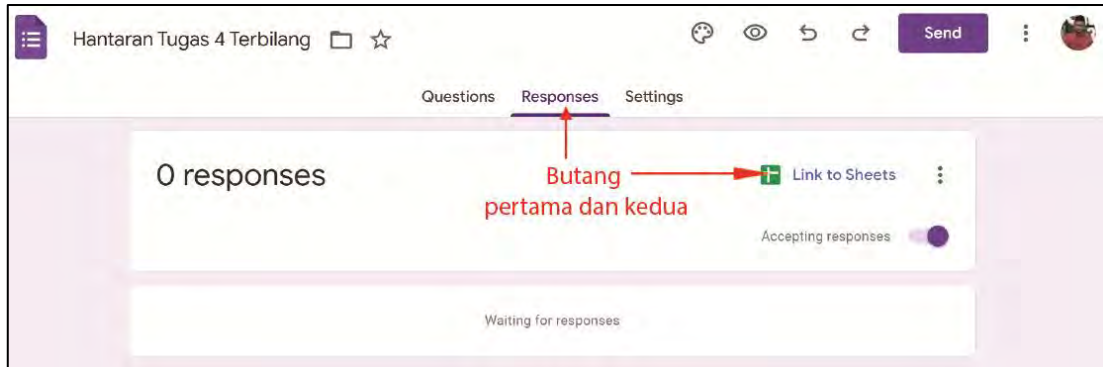 Hantaran Tugas 4 Terbilang
Send
Questions Responses Settings
0 responses
Link to Sheets
Butang
pertama dan kedua
Accepting responses
Waiting for responses